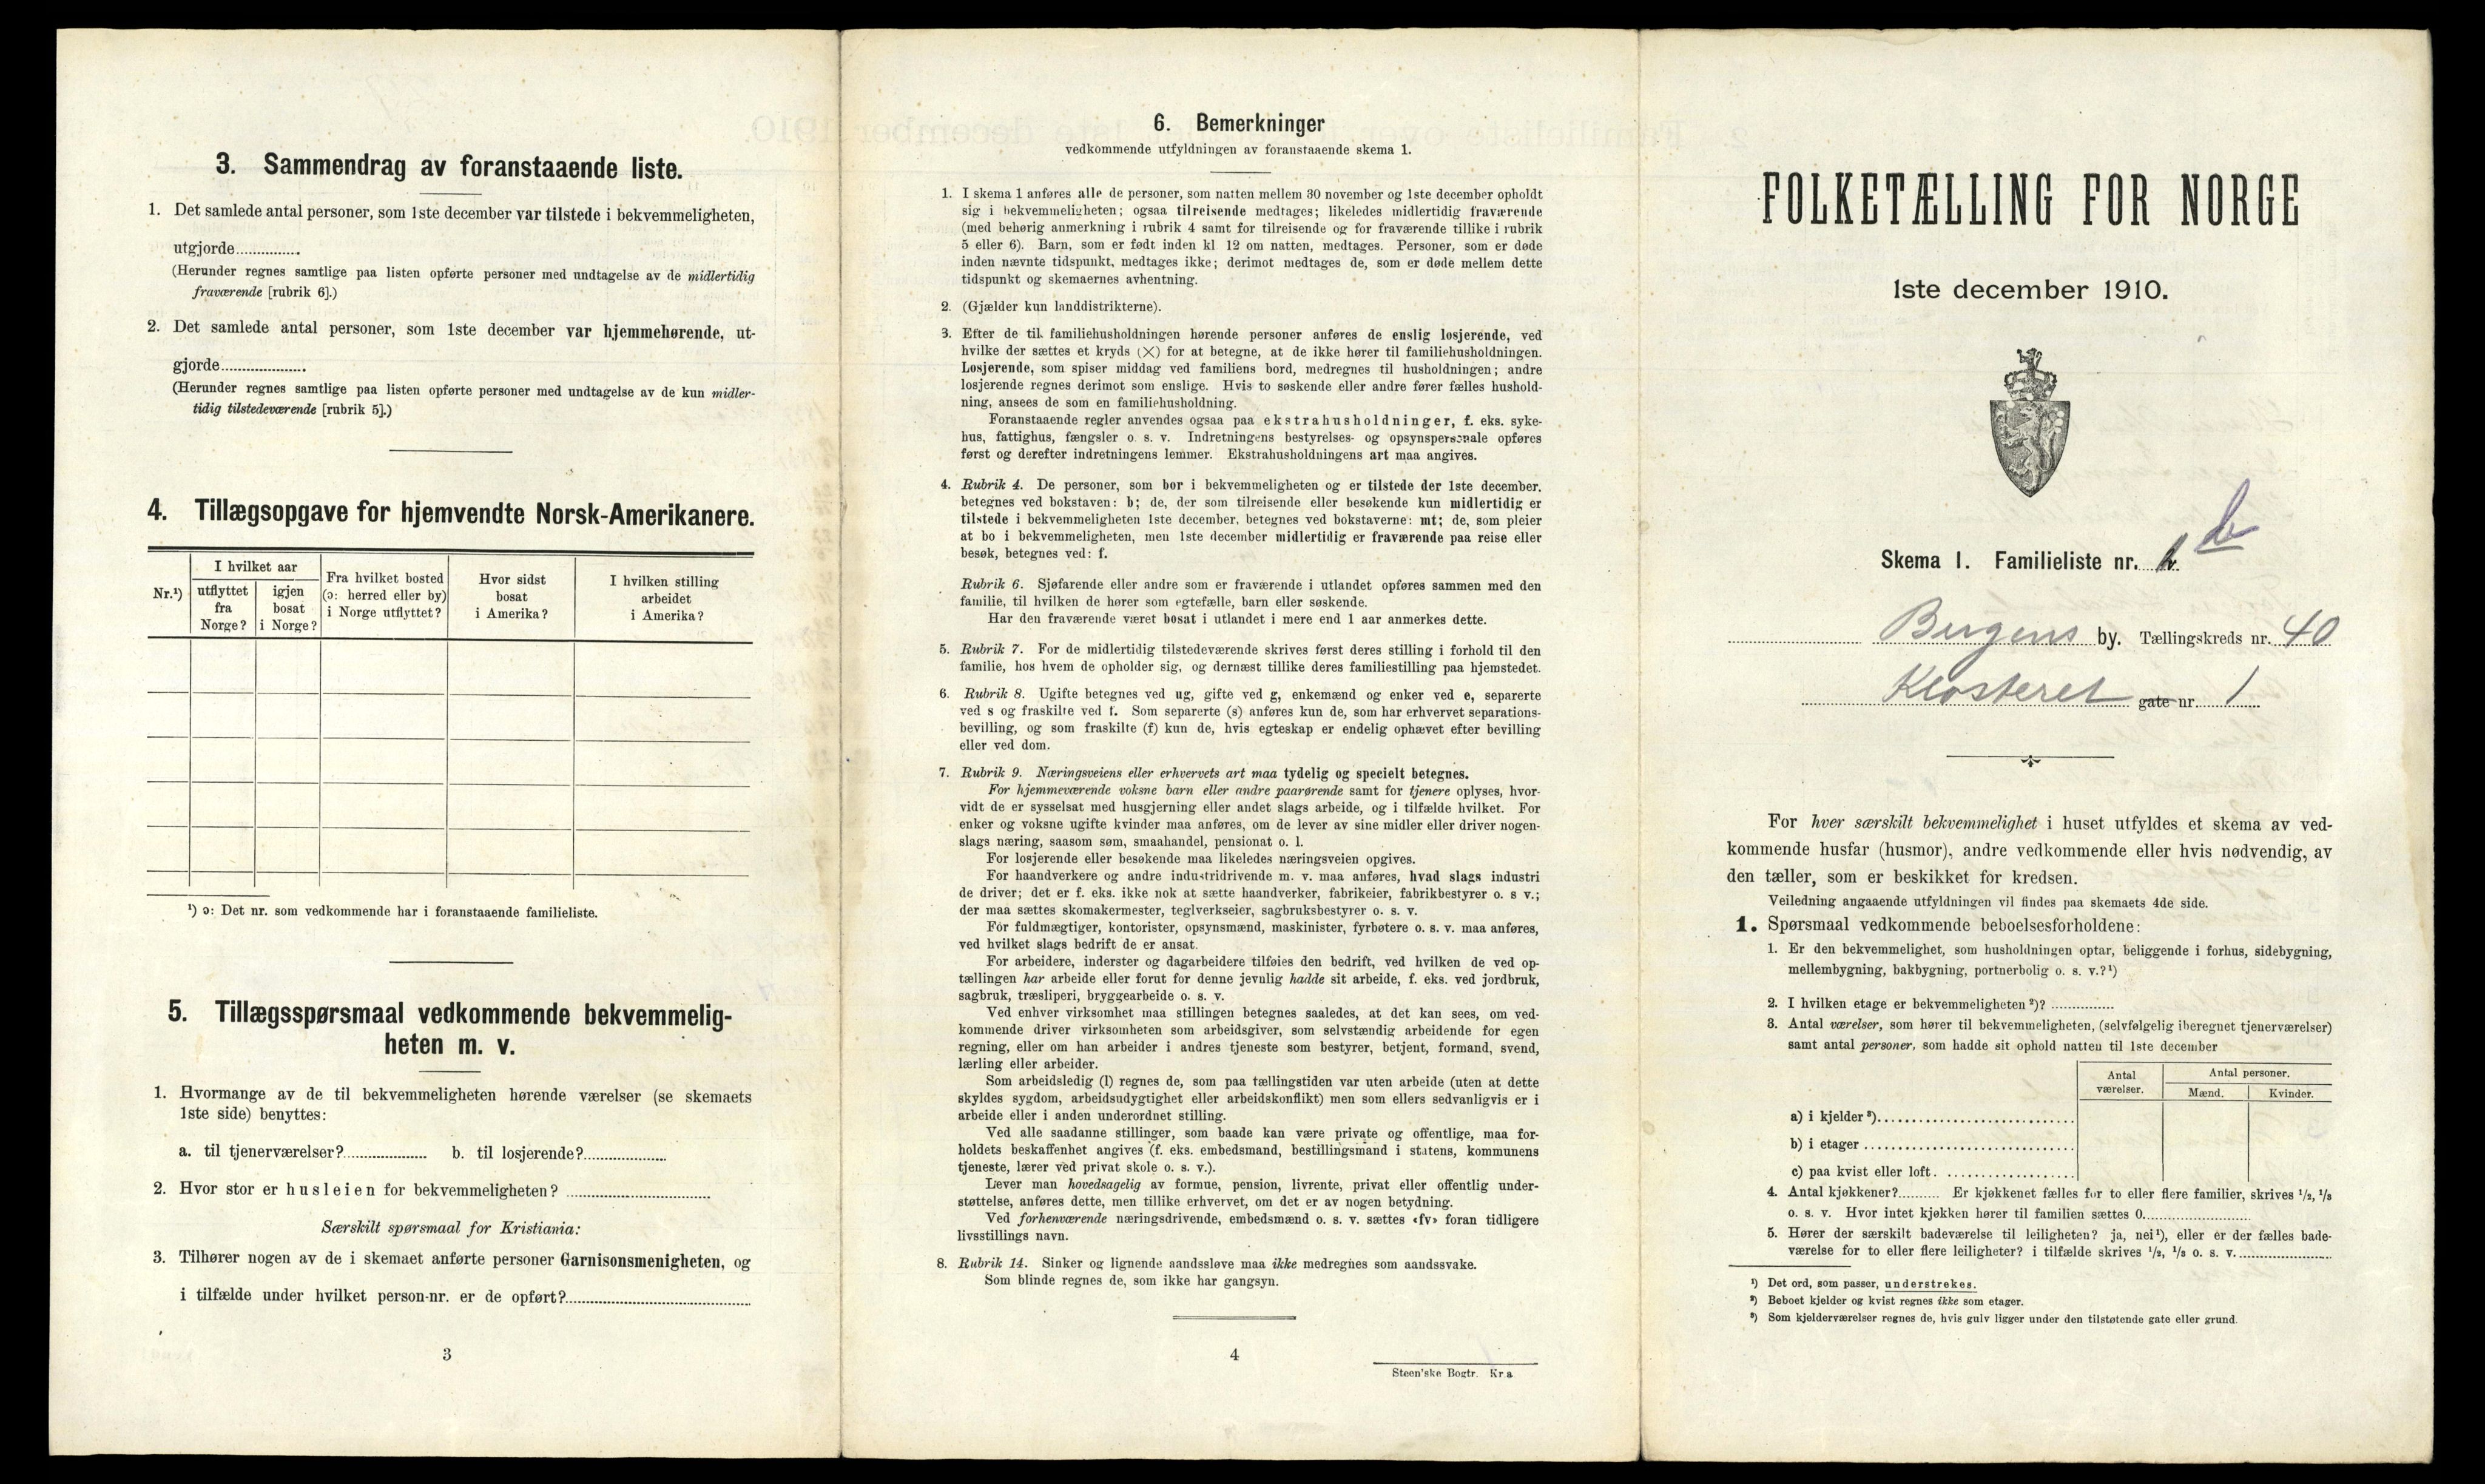 3. Sammendrag av foranstaaende liste.
1. Det samlede antal personer, som 1ste december var tilstede i bekvemmeligheten,
utgjorde
(Herunder regnes samtlige paa listen opførte personer med undtagelse av de midlertidig
fraværende [rubrik 6].)
2. Det samlede antal personer, som 1ste december var hjemmehørende, ut-
gjorde
(Herunder regnes samtlige paa listen opførte personer med undtagelse av de kun midler-
tidig tilstedeværende [rubrik 5].)
4. Tillægsopgave for hjemvendte Norsk-Amerikanere.
Nr.¹)
I hvilket aar
utflyttet
fra
Norge?
igjen
bosat
i Norge?
Fra hvilket bosted
(ɔ: herred eller by)
i Norge utflyttet?
Hvor sidst
bosat
i Amerika?
I hvilken stilling
arbeidet
i Amerika?
¹) ɔ: Det nr. som vedkommende har i foranstaaende familieliste.
5. Tillægsspørsmaal vedkommende bekvemmelig-
heten m. v.
1. Hvormange av de til bekvemmeligheten hørende værelser (se skemaets
1ste side) benyttes:
a. til tjenerværelser? b. til losjerende?
2. Hvor stor er husleien for bekvemmeligheten?
Særskilt spørsmaal for Kristiania:
3. Tilhører nogen av de i skemaet anførte personer Garnisonsmenigheten, og
i tilfælde under hvilket person-nr. er de opført?
3
6. Bemerkninger
vedkommende utfyldningen av foranstaaende skema 1.
1. I skema 1 anføres alle de personer, som natten mellem 30 november og 1ste december opholdt
sig i bekvemmeligheten; ogsaa tilreisende medtages; likeledes midlertidig fraværende
(med behørig anmerkning i rubrik 4 samt for tilreisende og for fraværende tillike i rubrik
5 eller 6). Barn, som er født inden kl 12 om natten, medtages. Personer, som er døde
inden nævnte tidspunkt, medtages ikke; derimot medtages de, som er døde mellem dette
tidspunkt og skemaernes avhentning.
2. (Gjælder kun landdistrikterne).
3. Efter de til familiehusholdningen hørende personer anføres de enslig losjerende, ved
hvilke der sættes et kryds (×) for at betegne, at de ikke hører til familiehusholdningen.
Losjerende, som spiser middag ved familiens bord, medregnes til husholdningen; andre
losjerende regnes derimot som enslige. Hvis to søskende eller andre fører fælles hushold-
ning, ansees de som en familiehusholdning.
Foranstaaende regler anvendes ogsaa paa ekstrahusholdninger, f. eks. syke-
hus, fattighus, fængsler o. s. v. Indretningens bestyrelses- og opsynspersonale opføres
først og derefter indretningens lemmer. Ekstrahusholdningens art maa angives.
4. Rubrik 4. De personer, som bor i bekvemmeligheten og er tilstede der 1ste december,
betegnes ved bokstaven: b; de, der som tilreisende eller besøkende kun midlertidig er
tilstede i bekvemmeligheten 1ste december, betegnes ved bokstaverne: mt; de, som pleier
at bo i bekvemmeligheten, men 1ste december midlertidig er fraværende paa reise eller
besøk, betegnes ved: f.
Rubrik 6. Sjøfarende eller andre som er fraværende i utlandet opføres sammen med den
familie, til hvilken de hører som egtefælle, barn eller søskende.
Har den fraværende været bosat i utlandet i mere end 1 aar anmerkes dette.
5. Rubrik 7. For de midlertidig tilstedeværende skrives først deres stilling i forhold til den
familie, hos hvem de opholder sig, og dernæst tillike deres familiestilling paa hjemstedet.
6. Rubrik 8. Ugifte betegnes ved ug, gifte ved g, enkemænd og enker ved e, separerte
ved s og fraskilte ved f. Som separerte (s) anføres kun de, som har erhvervet separations-
bevilling, og som fraskilte (f) kun de, hvis egteskap er endelig ophævet efter bevilling
eller ved dom.
7. Rubrik 9. Næringsveiens eller erhvervets art maa tydelig og specielt betegnes.
For hjemmeværende voksne barn eller andre paarørende samt for tjenere oplyses, hvor-
vidt de er sysselsat med husgjerning eller andet slags arbeide, og i tilfælde hvilket. For
enker og voksne ugifte kvinder maa anføres, om de lever av sine midler eller driver nogen-
slags næring, saasom søm, smaahandel, pensionat o. l.
For losjerende eller besøkende maa likeledes næringsveien opgives.
For haandverkere og andre industridrivende m. v. maa anføres, hvad slags industri
de driver; det er f. eks. ikke nok at sætte haandverker, fabrikeier, fabrikbestyrer o. s v.;
der maa sættes skomakermester, teglverkseier, sagbruksbestyrer o. s. v.
For fuldmægtiger, kontorister, opsynsmænd, maskinister, fyrbøtere o. s. v. maa anføres,
ved hvilket slags bedrift de er ansat.
For arbeidere, inderster og dagarbeidere tilføies den bedrift, ved hvilken de ved op-
tællingen har arbeide eller forut for denne jevnlig hadde sit arbeide, f. eks. ved jordbruk,
sagbruk, træsliperi, bryggearbeide o. s. v.
Ved enhver virksomhet maa stillingen betegnes saaledes, at det kan sees, om ved-
kommende driver virksomheten som arbeidsgiver, som selvstændig arbeidende for egen
regning, eller om han arbeider i andres tjeneste som bestyrer, betjent, formand, svend,
lærling eller arbeider.
Som arbeidsledig (l) regnes de, som paa tællingstiden var uten arbeide (uten at dette
skyldes sygdom, arbeidsudygtighet eller arbeidskonflikt) men som ellers sedvanligvis er i
arbeide eller i anden underordnet stilling.
Ved alle saadanne stillinger, som baade kan være private og offentlige, maa for-
holdets beskaffenhet angives (f. eks. embedsmand, bestillingsmand i statens, kommunens
tjeneste, lærer ved privat skole o. s. v.).
Lever man hovedsagelig av formue, pension, livrente, privat eller offentlig under-
støttelse, anføres dette, men tillike erhvervet, om det er av nogen betydning.
Ved forhenværende næringsdrivende, embedsmænd o. s. v. sættes «fv» foran tidligere
livsstillings navn.
8. Rubrik 14. Sinker og lignende aandssløve maa ikke medregnes som aandssvake.
Som blinde regnes de, som ikke har gangsyn.
4
Steen'ske Bogtr. Kr.a
FOLKETÆLLING FOR NORGE
1ste december 1910.
Skema 1. Familieliste nr. b
Bergens by. Tællingskreds nr. 40
Klosteret gate nr. 1
For hver særskilt bekvemmelighet i huset utfyldes et skema av ved-
kommende husfar (husmor), andre vedkommende eller hvis nødvendig, av
den tæller, som er beskikket for kredsen.
Veiledning angaaende utfyldningen vil findes paa skemaets 4de side.
1. Spørsmaal vedkommende beboelsesforholdene:
1. Er den bekvemmelighet, som husholdningen optar, beliggende i forhus, sidebygning,
mellembygning, bakbygning, portnerbolig o. s. v.?¹)
2. I hvilken etage er bekvemmeligheten²)?
3. Antal værelser, som hører til bekvemmeligheten, (selvfølgelig iberegnet tjenerværelser)
samt antal personer, som hadde sit ophold natten til 1ste december
Antal
værelser.
Antal personer.
Mænd. Kvinder.
a) i kjelder³)
b) i etager
c) paa kvist eller loft
4. Antal kjøkkener? Er kjøkkenet fælles for to eller flere familier, skrives ¹/₂, ¹/₃
o. s. v. Hvor intet kjøkken hører til familien sættes 0.
5. Hører der særskilt badeværelse til leiligheten? ja, nei¹), eller er der fælles bade-
værelse for to eller flere leiligheter? i tilfælde skrives ¹/₂, ¹/₃ o. s. v.
¹) Det ord, som passer, understrekes.
²) Beboet kjelder og kvist regnes ikke som etager.
³) Som kjelderværelser regnes de, hvis gulv ligger under den tilstøtende gate eller grund.